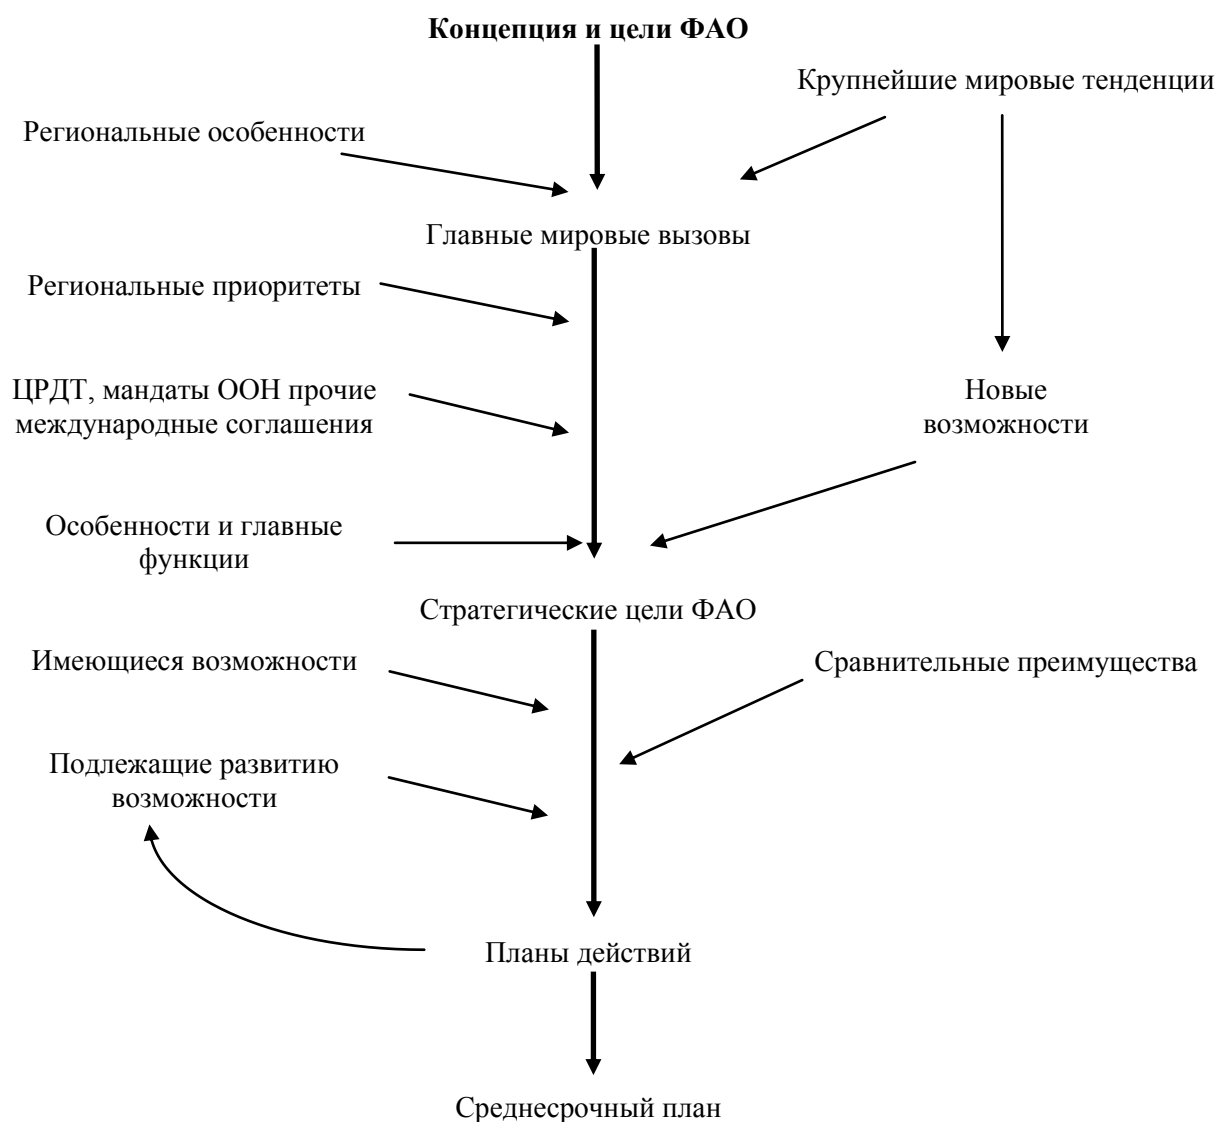 Концепция и цели ФАО
Крупнейшие мировые тенденции
Региональные особенности
Главные мировые вызовы
Региональные приоритеты
ЦРДТ, мандаты ООН прочие
международные соглашения
Новые
возможности
Особенности и главные
функции
Стратегические цели ФАО
Имеющиеся возможности
Сравнительные преимущества
Подлежащие развитию
возможности
Планы действий
Среднесрочный план